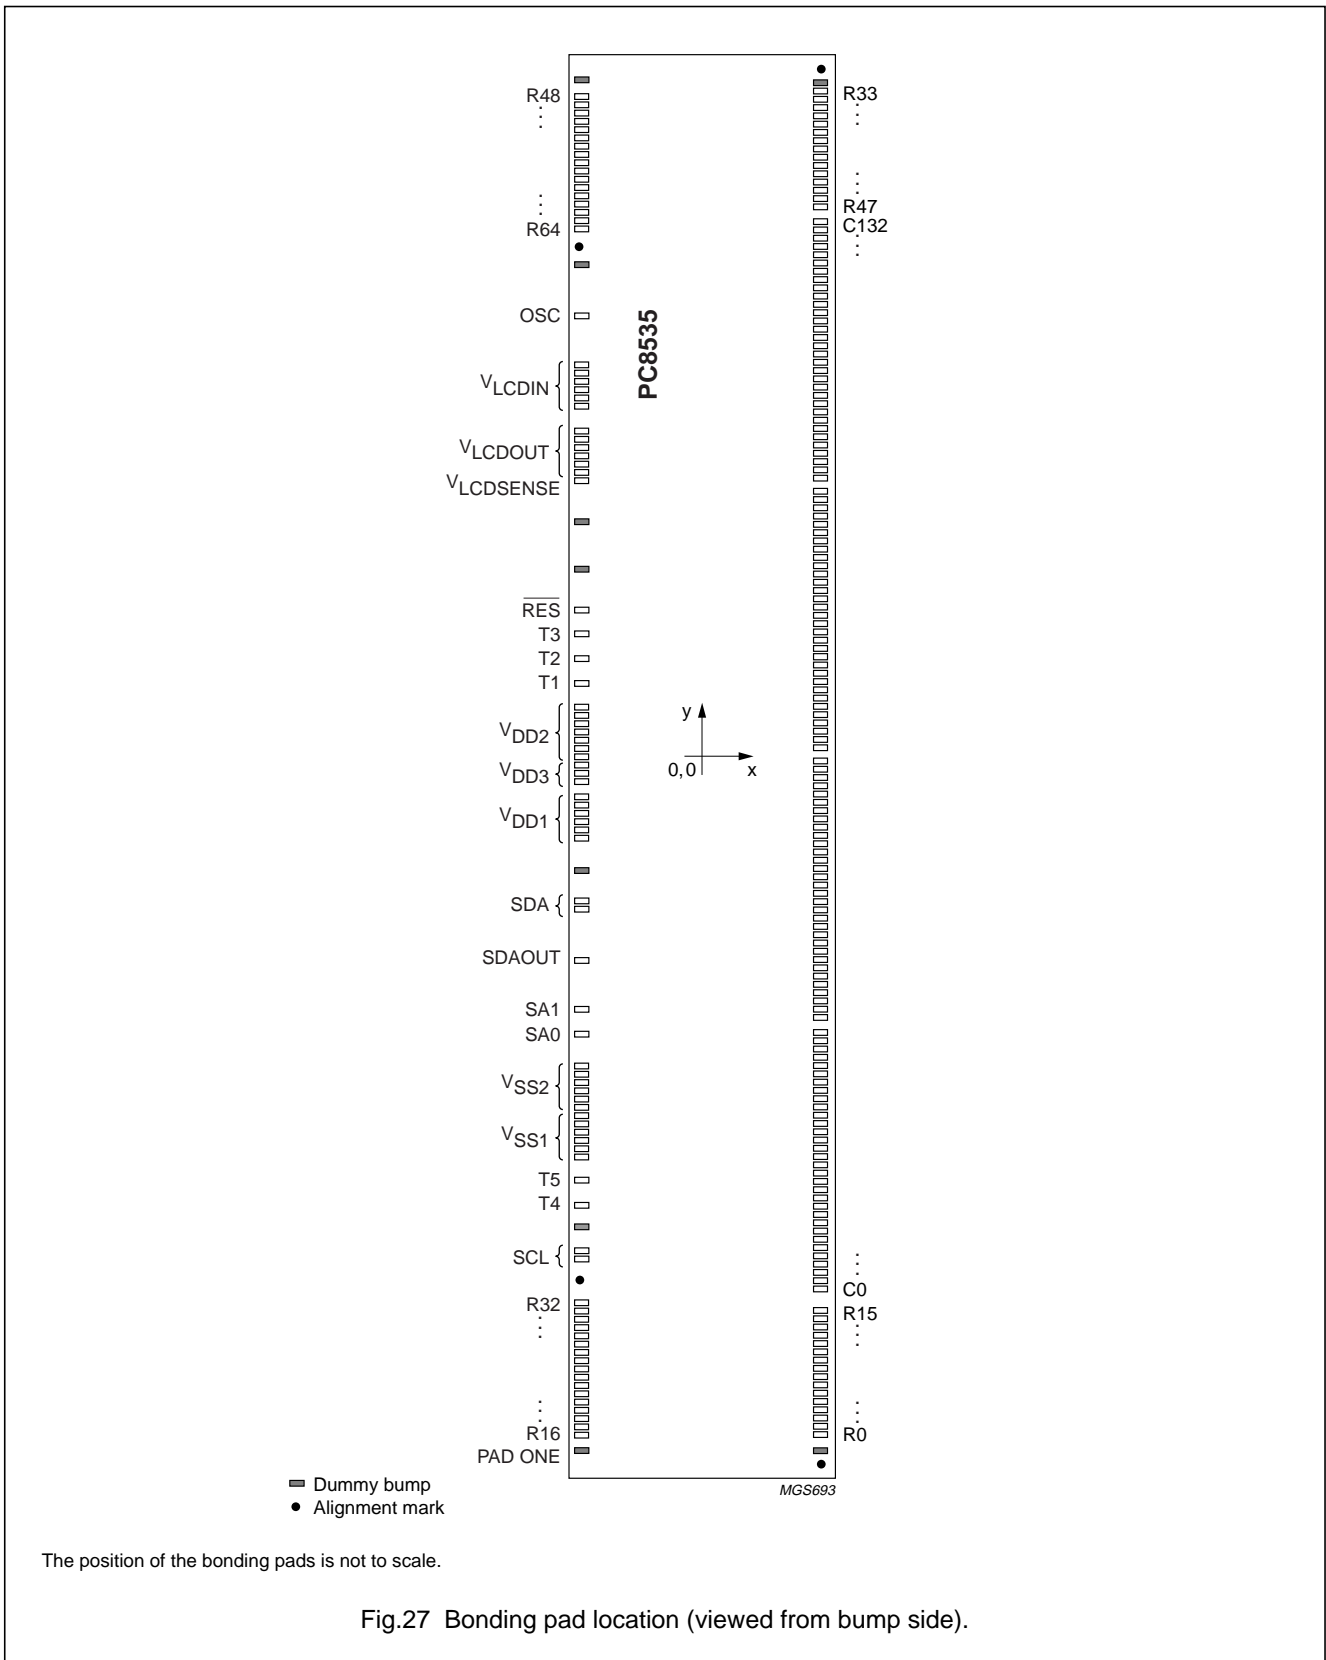 R48
R64
OSC
VLCDIN
VLCDOUT
VLCDSENSE
RES
T3
T2
T1
VDD2
VDD3
VDD1
SDA
SDAOUT
SA1
SA0
VSS2
VSS1
T5
T4
SCL
R32
R16
PAD ONE
PC8535
y
0,0
x
R33
R47
C132
C0
R15
R0
MGS693
Dummy bump
Alignment mark
The position of the bonding pads is not to scale.
Fig.27 Bonding pad location (viewed from bump side).